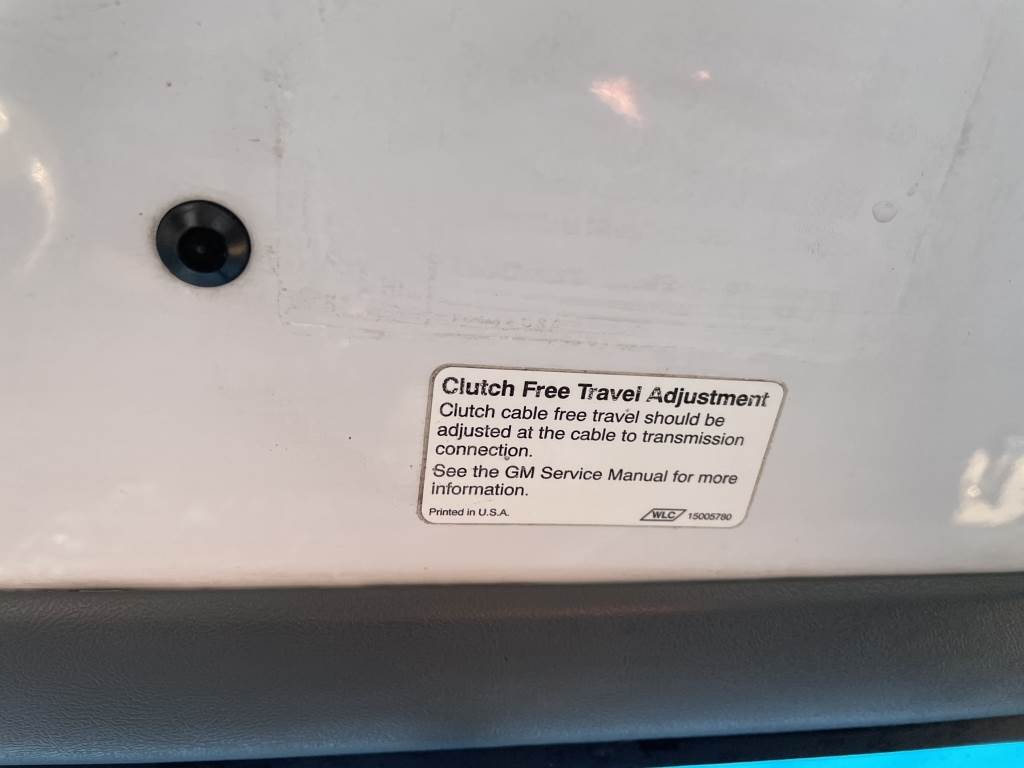 Clutch Free Travel Adjustment
Clutch cable free travel should be
adjusted at the cable to transmission
connection.
See the GM Service Manual for more
information.
Printed in U.S.A.
WLC 15005780